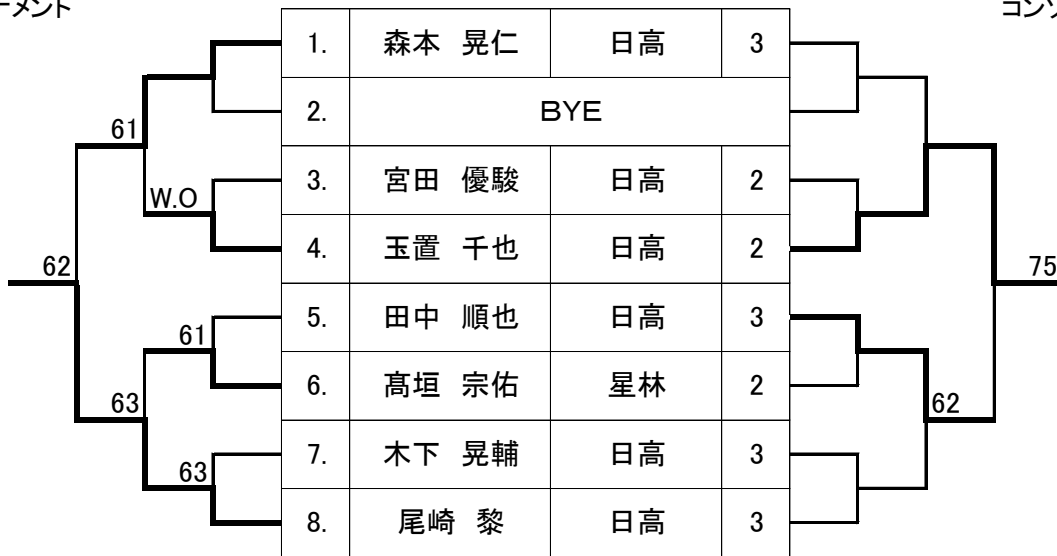 ーメント
コンソ
1. 森本 晃仁 日高 3
2. BYE
61
3. 宮田 優駿 日高 2
W.O
4. 玉置 千也 日高 2
62
75
5. 田中 順也 日高 3
61
6. 髙垣 宗佑 星林 2
63
62
7. 木下 晃輔 日高 3
63
8. 尾崎 黎 日高 3